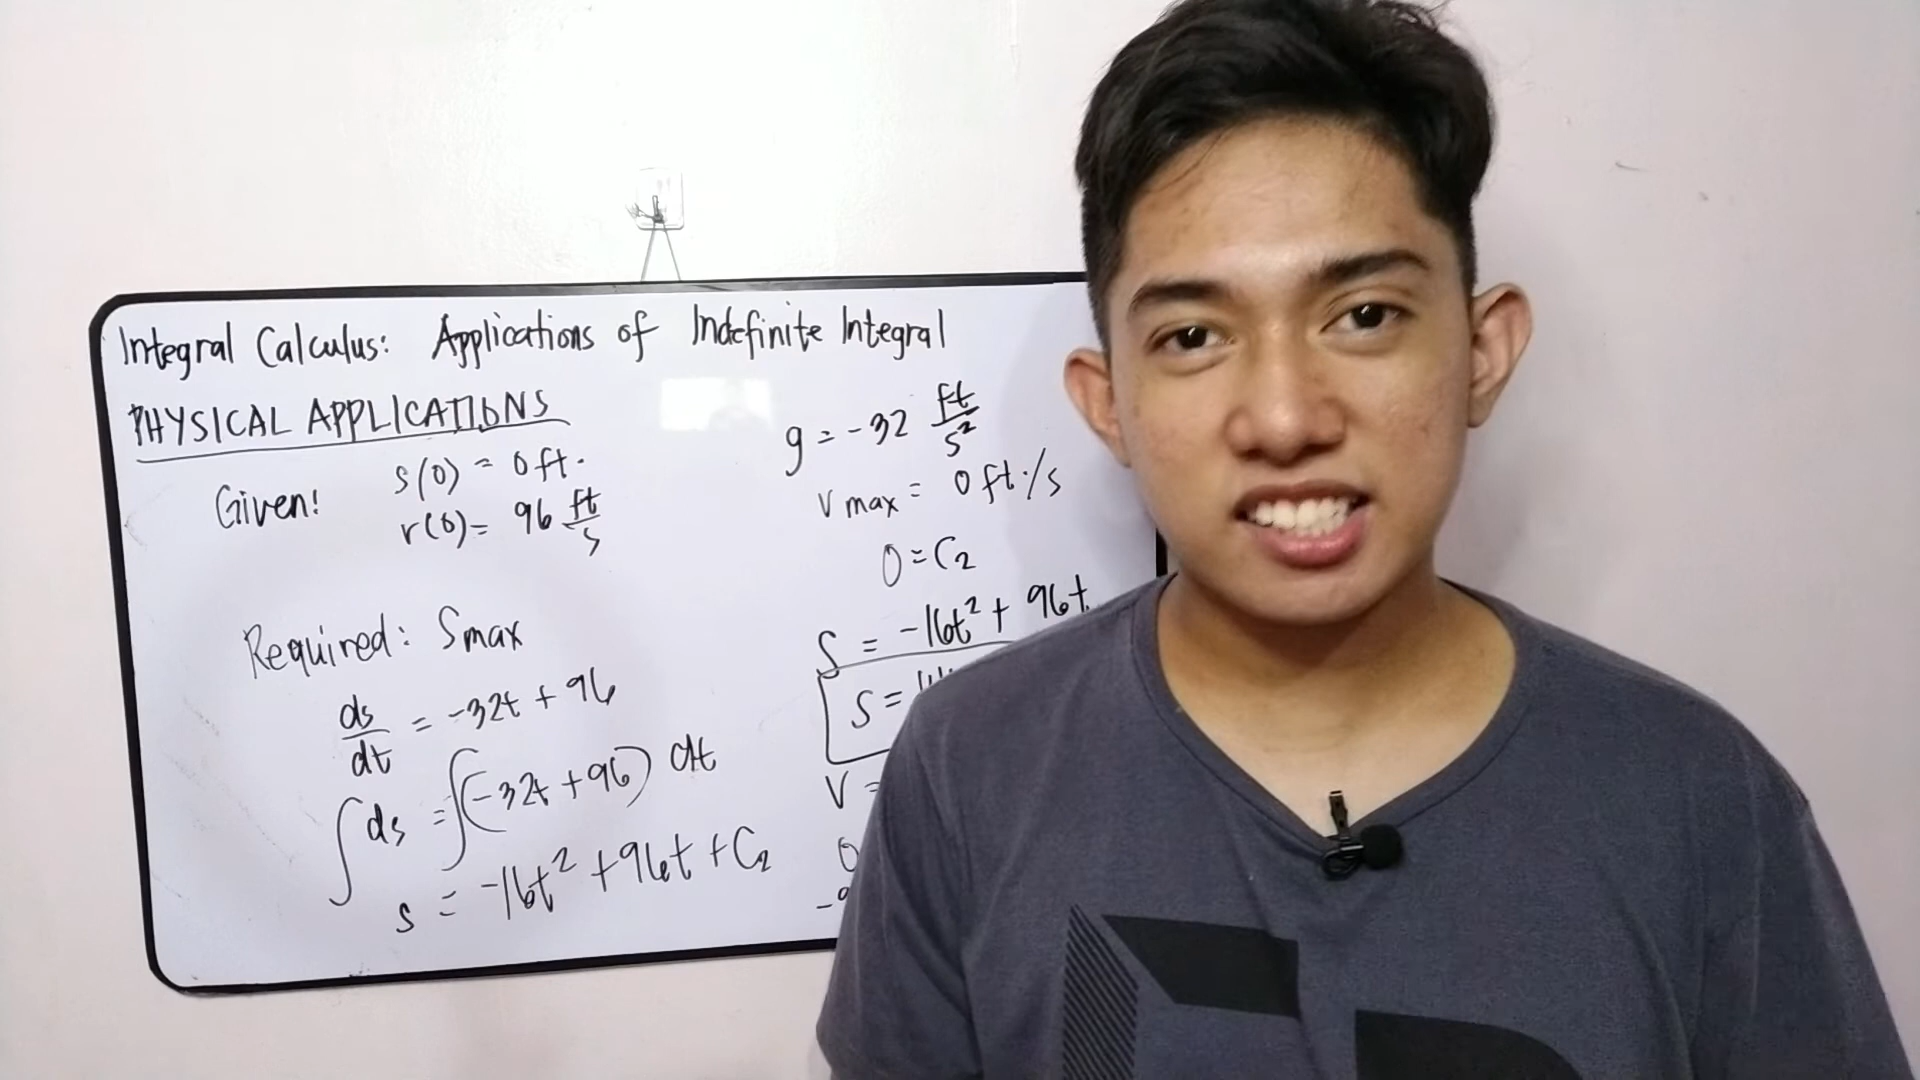 Integral Calculus: Applications of Indefinite Integral
PHYSICAL APPLICATIONS
Given: s(0) = 0 ft.
v(0) = 96 ft/s
Required: Smax
ds/dt = -32t + 96
∫ds = ∫(-32t + 96) dt
s = -16t² + 96t + C₂
g = -32 ft/s²
v max = 0 ft./s
0 = C₂
S = -16t² + 96t
S =
V =
0